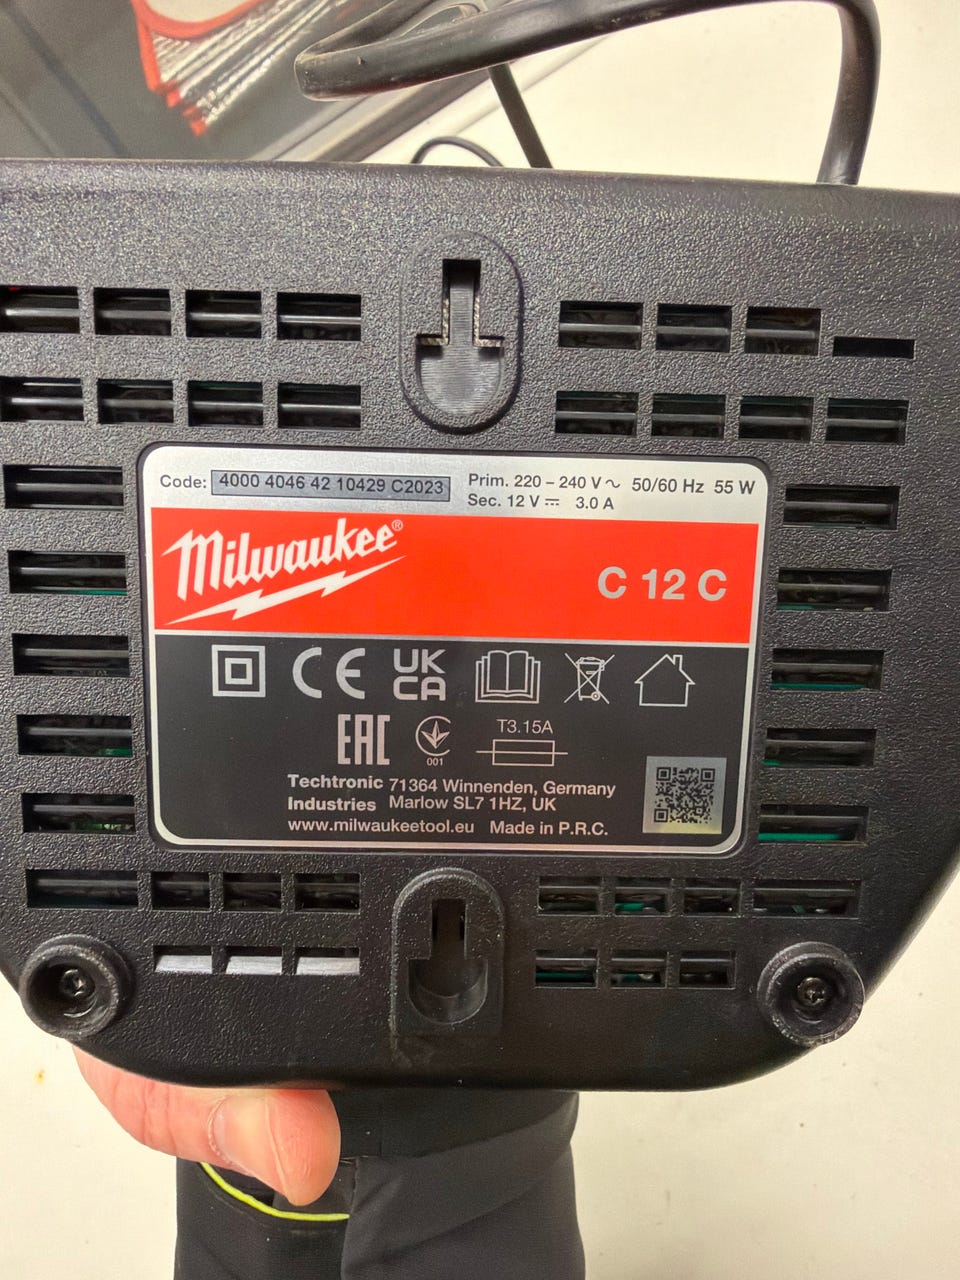 Code: 4000 4046 42 10429 C2023
Prim. 220 – 240 V ~ 50/60 Hz 55 W
Sec. 12 V ⎓ 3.0 A
Milwaukee®
C 12 C
CE
UK
CA
EAC
001
T3.15A
Techtronic 71364 Winnenden, Germany
Industries Marlow SL7 1HZ, UK
www.milwaukeetool.eu Made in P.R.C.